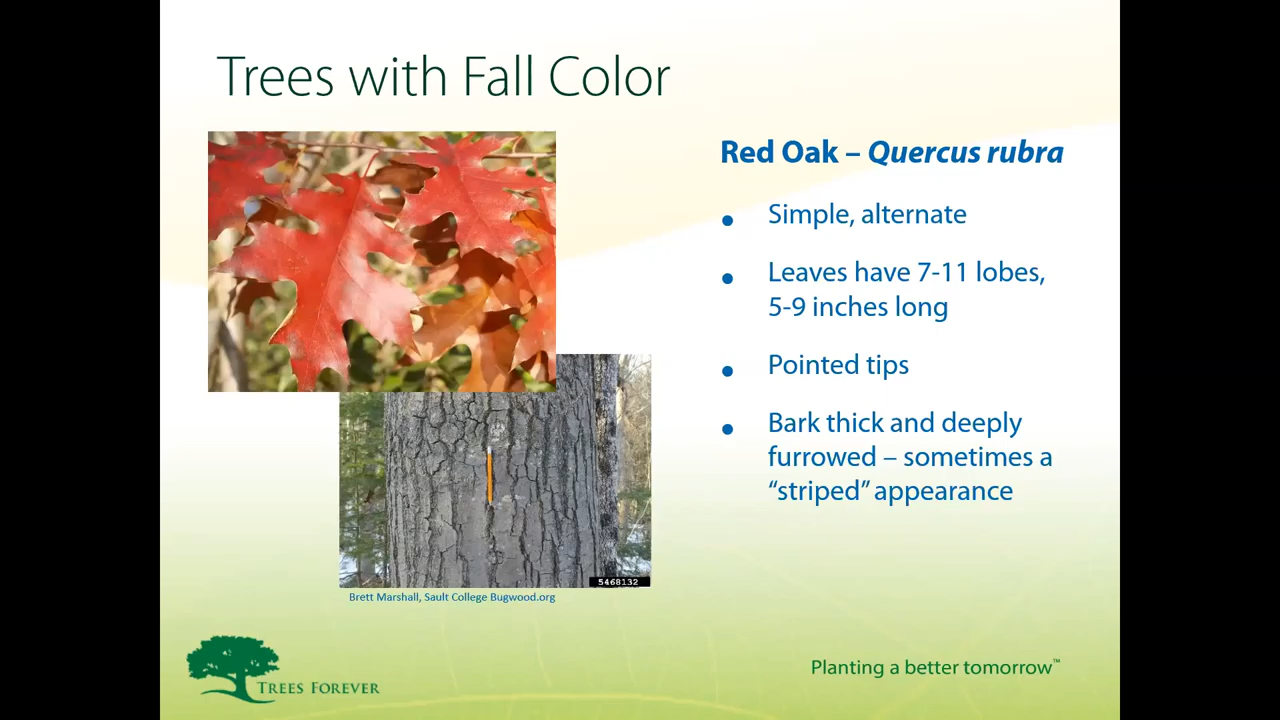 Trees with Fall Color
Red Oak – Quercus rubra
• Simple, alternate
• Leaves have 7-11 lobes,
5-9 inches long
• Pointed tips
• Bark thick and deeply
furrowed – sometimes a
“striped” appearance
5468132
Brett Marshall, Sault College Bugwood.org
TREES FOREVER
Planting a better tomorrow™